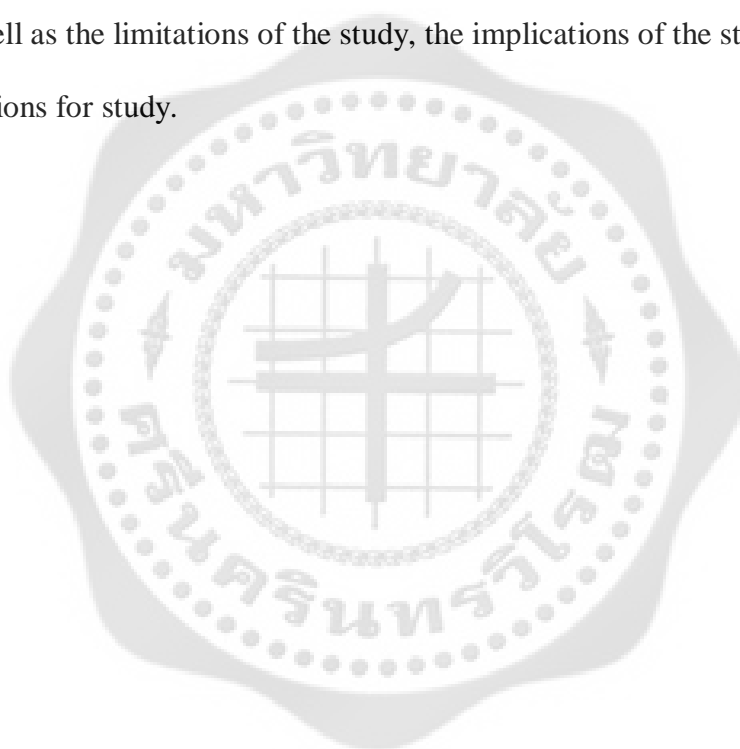 ell as the limitations of the study, the implications of the st
ions for study.
มหาวิทยาลัย
ศรีนครินทรวิโรฒ